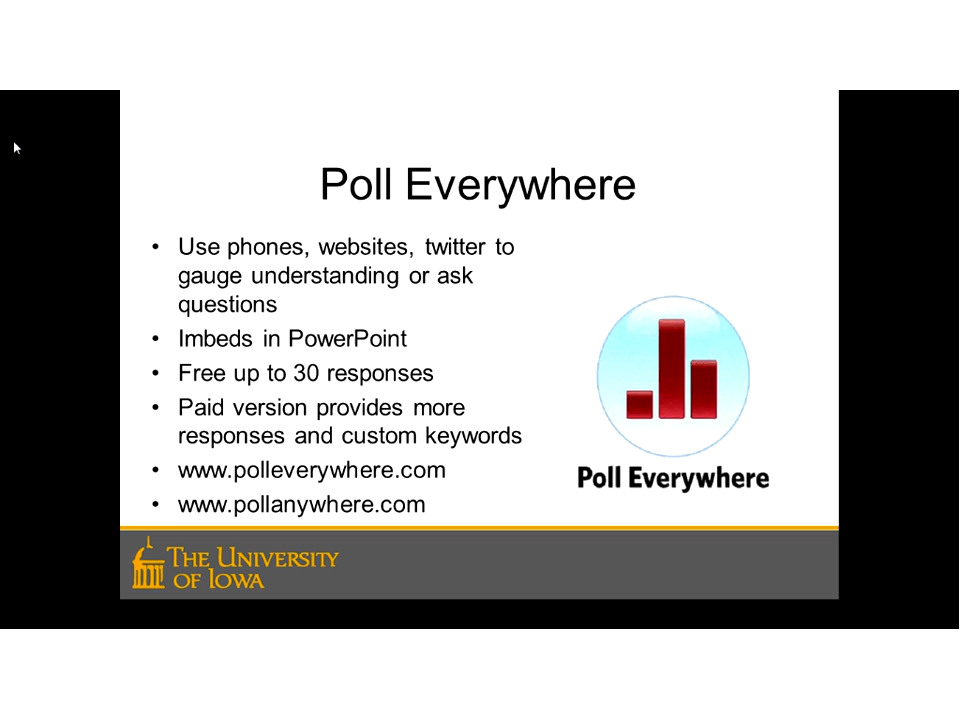 Poll Everywhere
• Use phones, websites, twitter to
gauge understanding or ask
questions
• Imbeds in PowerPoint
• Free up to 30 responses
• Paid version provides more
responses and custom keywords
• www.polleverywhere.com
• www.pollanywhere.com
Poll Everywhere
THE UNIVERSITY
OF IOWA